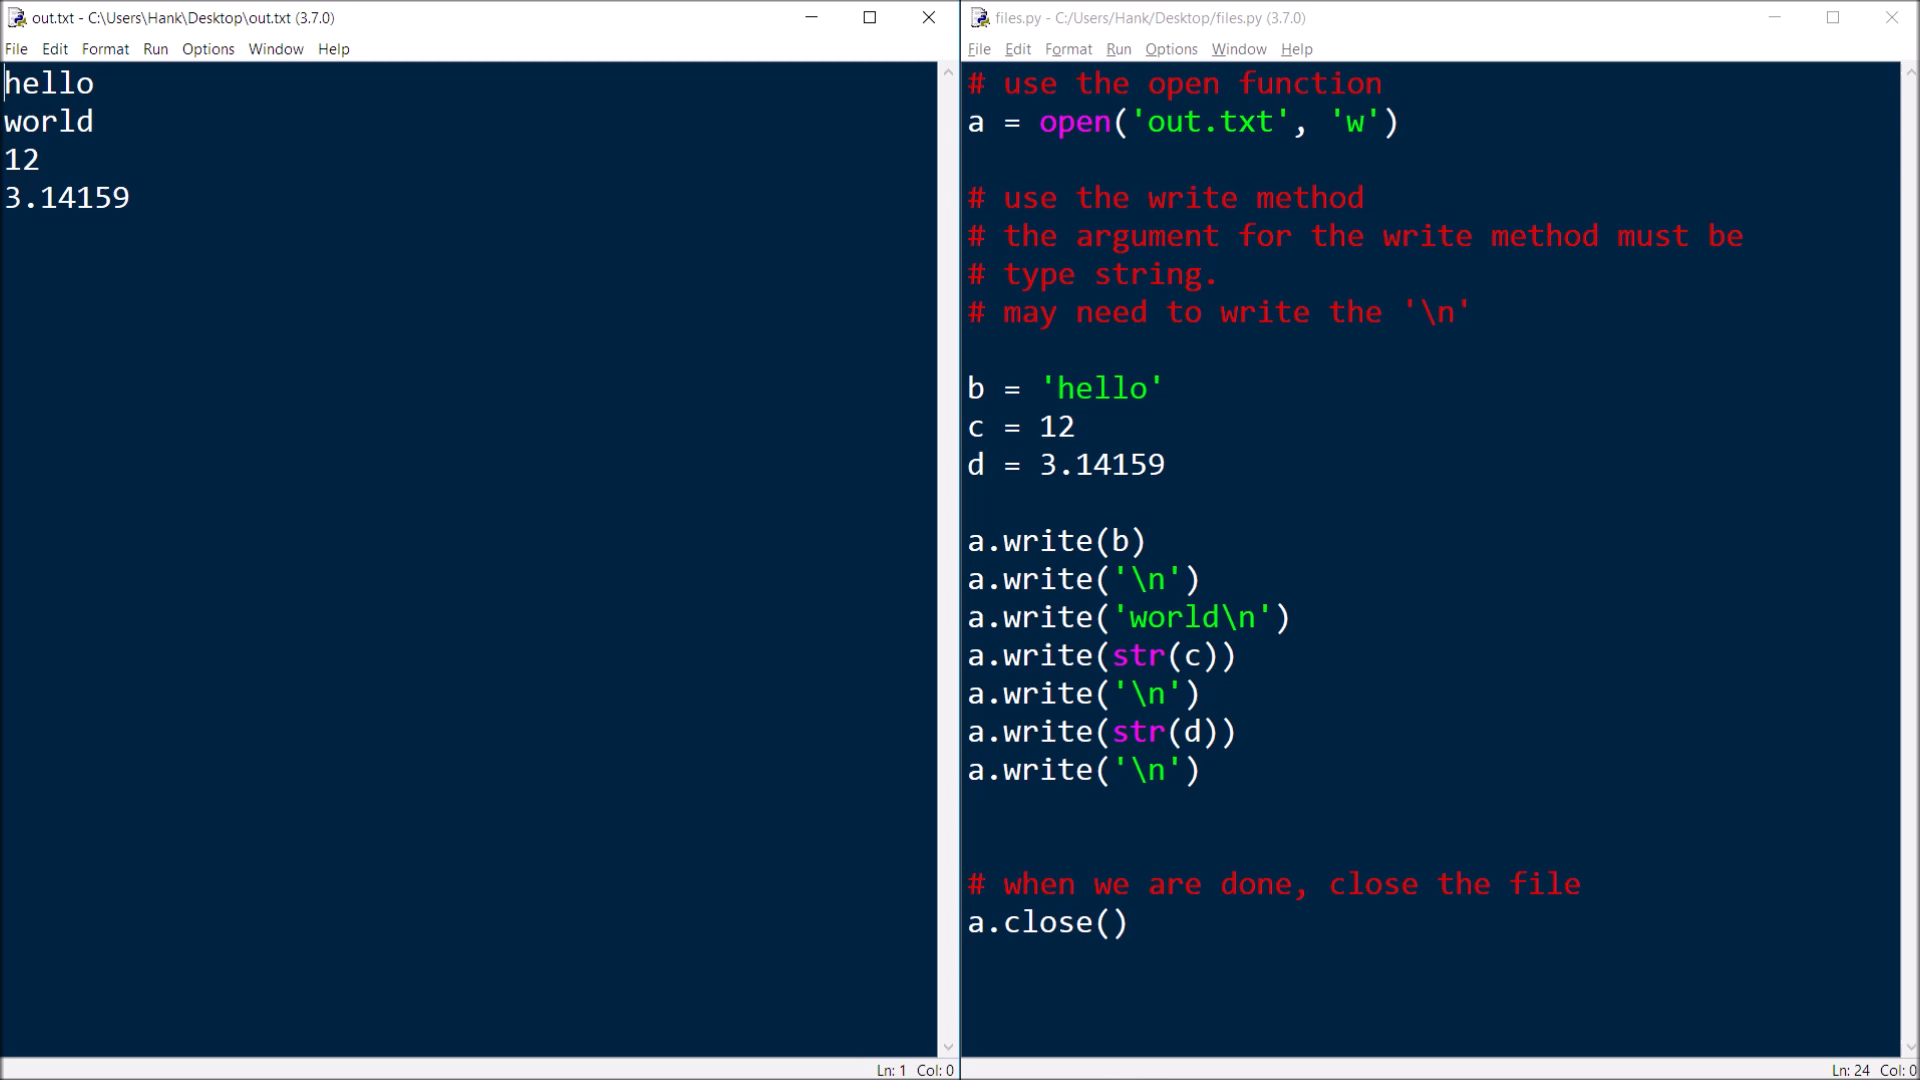 out.txt - C:\Users\Hank\Desktop\out.txt (3.7.0)
File Edit Format Run Options Window Help
hello
world
12
3.14159
Ln: 1 Col: 0
files.py - C:/Users/Hank/Desktop/files.py (3.7.0)
File Edit Format Run Options Window Help
# use the open function
a = open('out.txt', 'w')
# use the write method
# the argument for the write method must be
# type string.
# may need to write the '\n'
b = 'hello'
c = 12
d = 3.14159
a.write(b)
a.write('\n')
a.write('world\n')
a.write(str(c))
a.write('\n')
a.write(str(d))
a.write('\n')
# when we are done, close the file
a.close()
Ln: 24 Col: 0